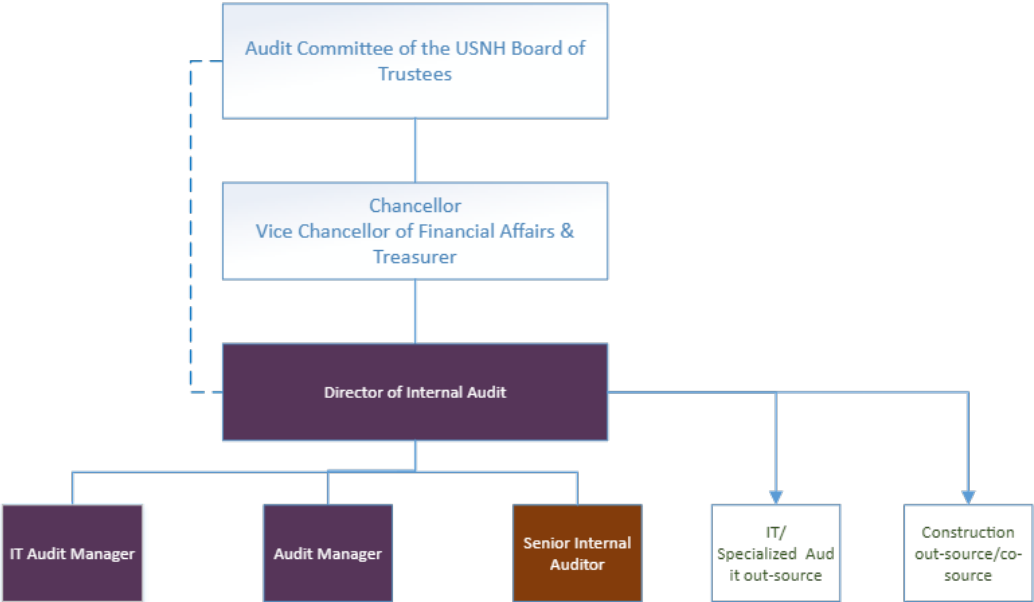 Audit Committee of the USNH Board of
Trustees
Chancellor
Vice Chancellor of Financial Affairs &
Treasurer
Director of Internal Audit
IT Audit Manager
Audit Manager
Senior Internal
Auditor
IT/
Specialized Aud
it out-source
Construction
out-source/co-
source